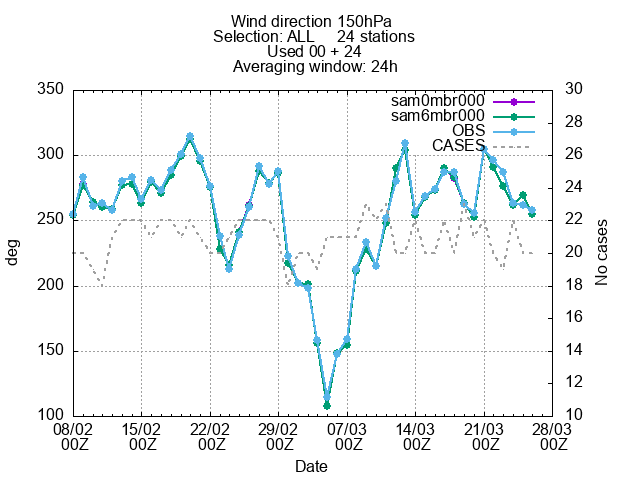 Wind direction 150hPa
Selection: ALL 24 stations
Used 00 + 24
Averaging window: 24h
sam0mbr000
sam6mbr000
OBS
CASES
deg
350
300
250
200
150
100
No cases
30
28
26
24
22
20
18
16
14
12
10
08/02 15/02 22/02 29/02 07/03 14/03 21/03 28/03
00Z 00Z 00Z 00Z 00Z 00Z 00Z 00Z
Date